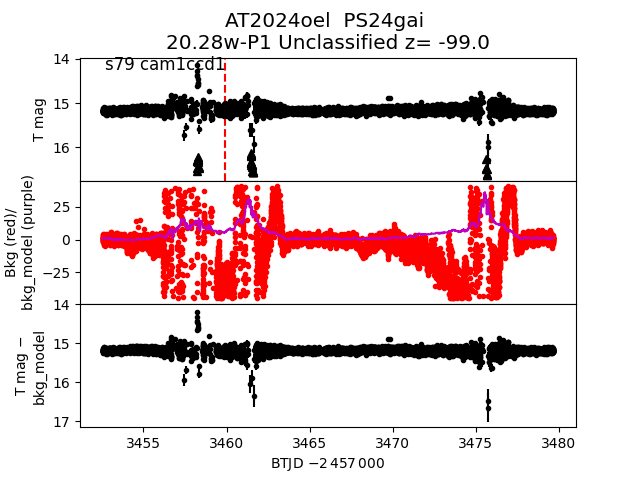 AT2024oel PS24gai
20.28w-P1 Unclassified z= -99.0
s79 cam1ccd1
T mag
14
15
16
Bkg (red)/
bkg_model (purple)
25
0
−25
T mag −
bkg_model
14
15
16
17
3455 3460 3465 3470 3475 3480
BTJD −2 457 000